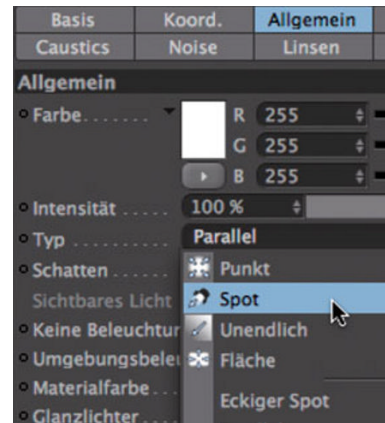 Basis Koord. Allgemein
Caustics Noise Linsen
Allgemein
Farbe....... R 255
G 255
B 255
Intensität ..... 100 %
Typ .......... Parallel
Schatten ...... Punkt
Sichtbares Licht Spot
Keine Beleuchtur Unendlich
Umgebungsbeleu Fläche
Materialfarbe...
Eckiger Spot
Glanzlichter...